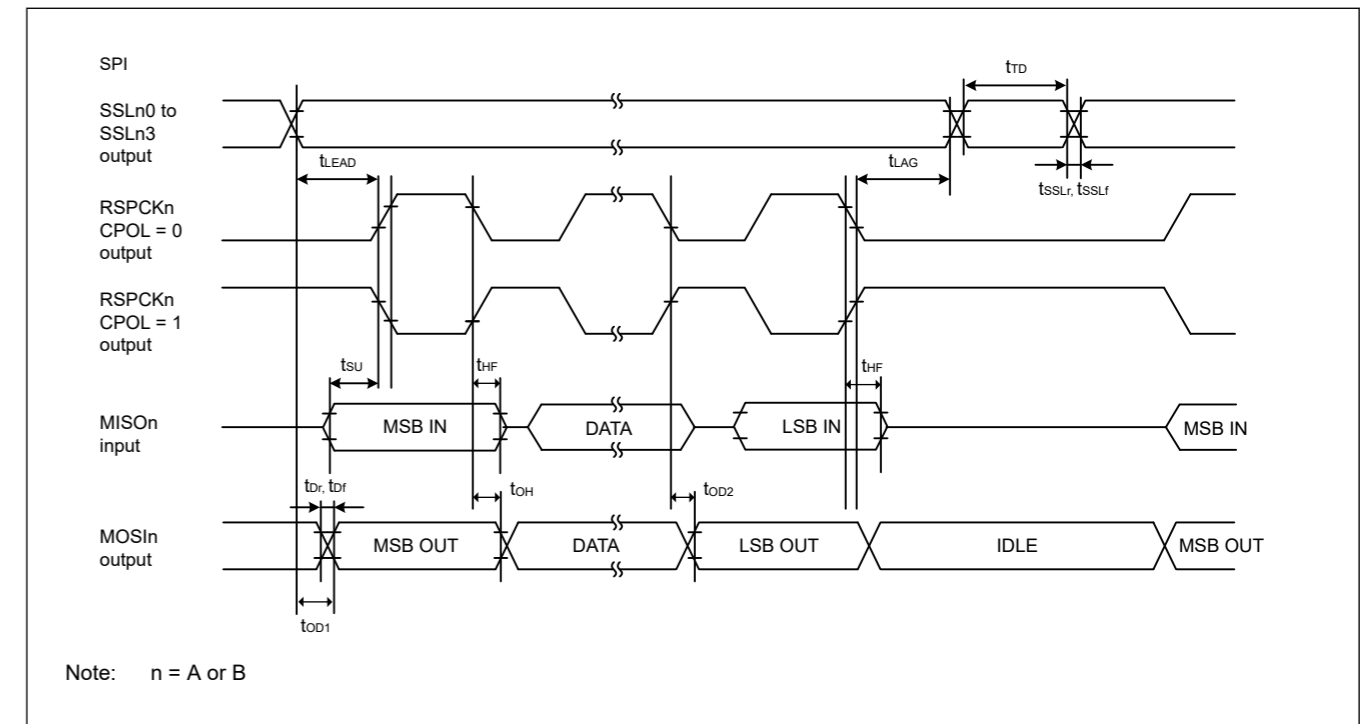 SPI
tTD
SSLn0 to
SSLn3
output
tLEAD
tLAG
tSSLr, tSSLf
RSPCKn
CPOL = 0
output
RSPCKn
CPOL = 1
output
tSU
tHF
tHF
MISOn
input
MSB IN
DATA
LSB IN
MSB IN
tDr, tDf
tOH
tOD2
MOSIn
output
MSB OUT
DATA
LSB OUT
IDLE
MSB OUT
tOD1
Note: n = A or B